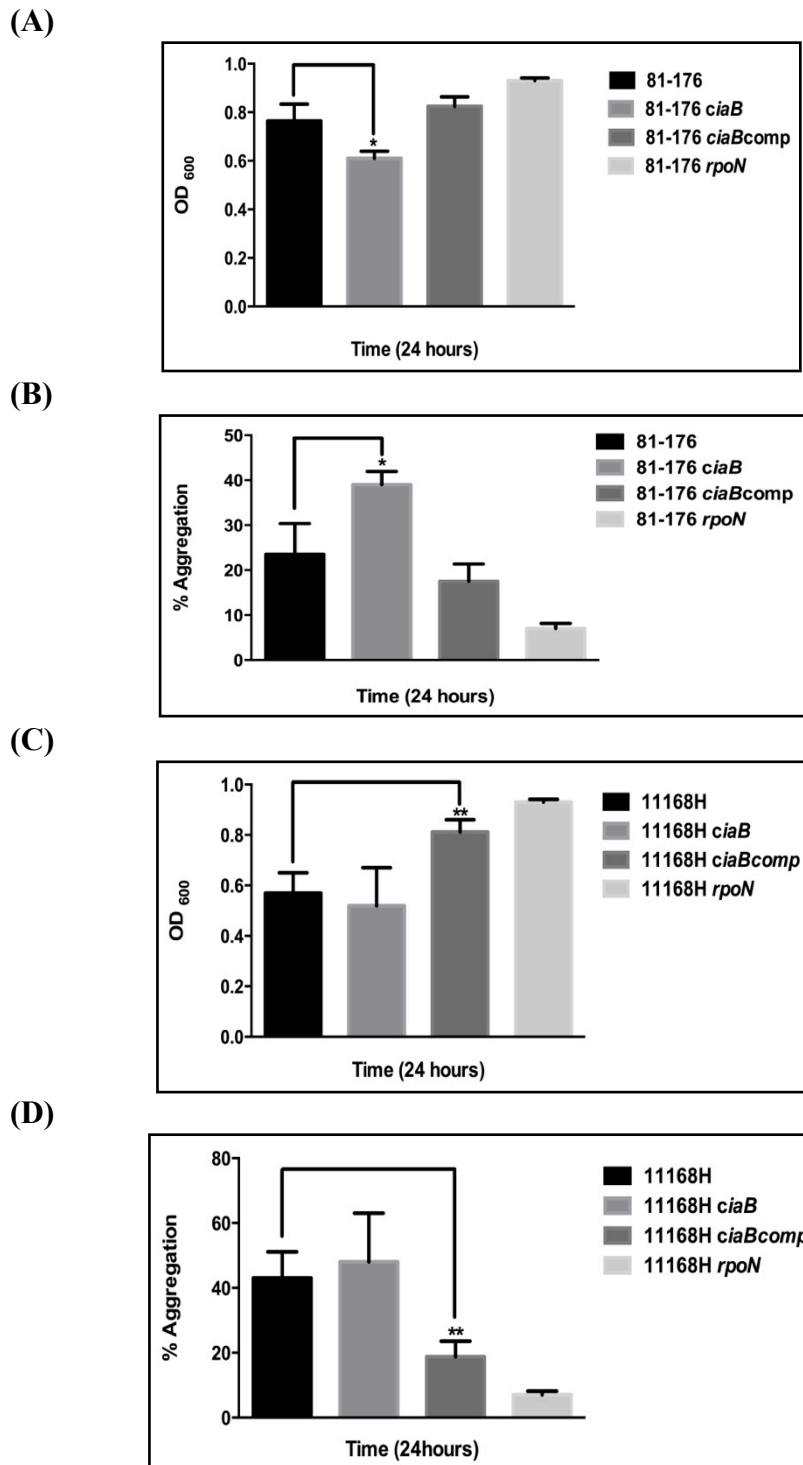 (A)
OD 600
0.0
0.2
0.4
0.6
0.8
1.0
*
Time (24 hours)
81-176
81-176 ciaB
81-176 ciaBcomp
81-176 rpoN
(B)
% Aggregation
0
10
20
30
40
50
*
Time (24 hours)
81-176
81-176 ciaB
81-176 ciaBcomp
81-176 rpoN
(C)
OD 600
0.0
0.2
0.4
0.6
0.8
1.0
**
Time (24 hours)
11168H
11168H ciaB
11168H ciaBcomp
11168H rpoN
(D)
% Aggregation
0
20
40
60
80
**
Time (24hours)
11168H
11168H ciaB
11168H ciaBcomp
11168H rpoN